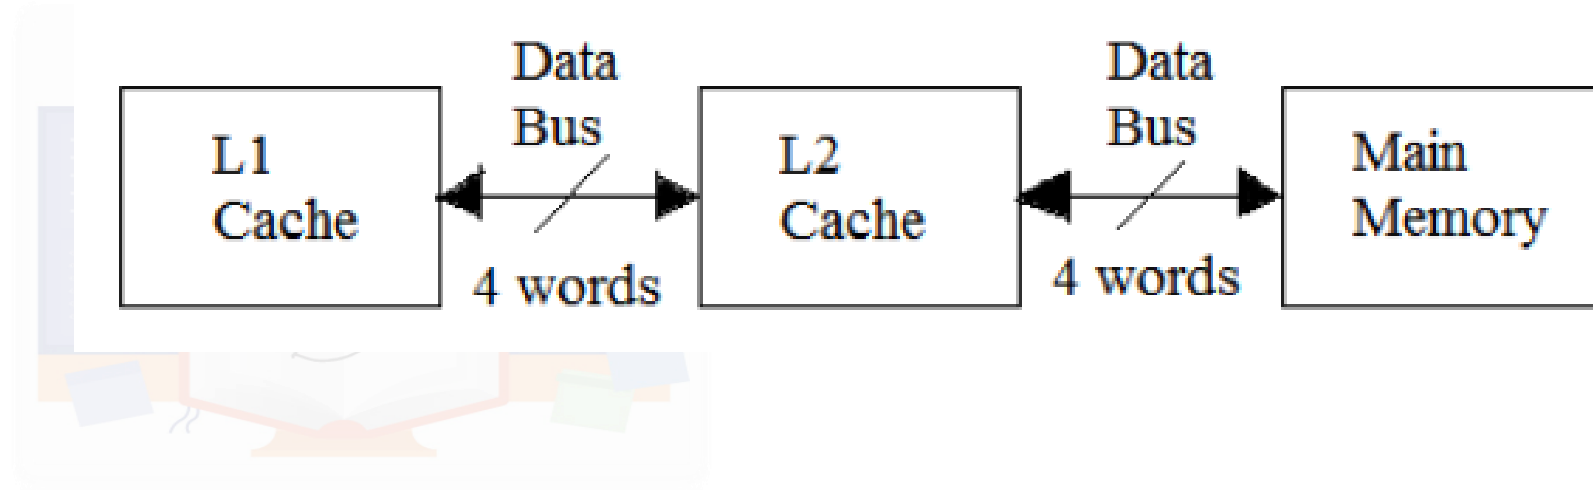 L1
Cache
Data
Bus
4 words
L2
Cache
Data
Bus
4 words
Main
Memory